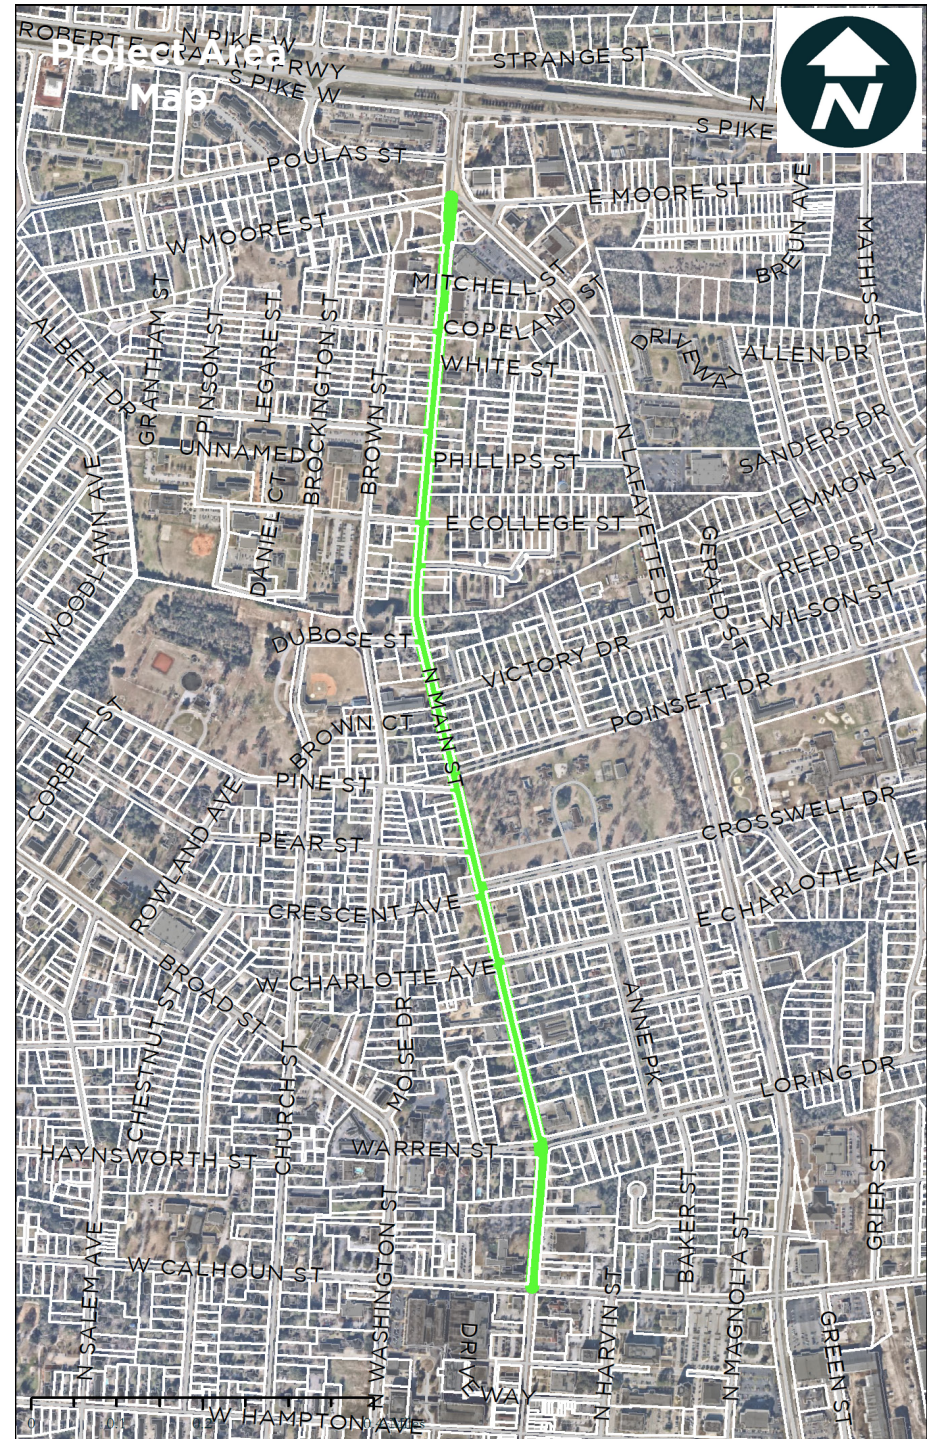 Project Area
Map
N PIKE W
S PIKE W
STRANGE ST
N
S PIKE
N
POULAS ST
E MOORE ST
W MOORE ST
BREUN AVE
MATHIS ST
MITCHELL ST
COPELAND ST
WHITE ST
DRIVEWAY
ALLEN DR
ALBERT DR
GRANTHAM ST
PINSON ST
LEGARE ST
BROCKINGTON ST
BROWN ST
UNNAMED
PHILLIPS ST
SANDERS DR
LEMMON ST
WOODLAWN AVE
DANIEL CT
E COLLEGE ST
N LAFAYETTE DR
GERALD ST
REED ST
WILSON ST
DUBOSE ST
VICTORY DR
POINSETT DR
N MAIN ST
BROWN CT
CORBETT ST
PINE ST
PEAR ST
ROWLAND AVE
CROSSWELL DR
CRESCENT AVE
E CHARLOTTE AVE
W CHARLOTTE AVE
BROAD ST
CHESTNUT ST
CHURCH ST
MOISE DR
ANNE PK
LORING DR
WARREN ST
HAYNSWORTH ST
N SALEM AVE
W CALHOUN ST
N WASHINGTON ST
BAKER ST
GRIER ST
N MAGNOLIA ST
N HARVIN ST
GREEN ST
DRIVEWAY
W HAMPTON AVE
0 0.1 0.2